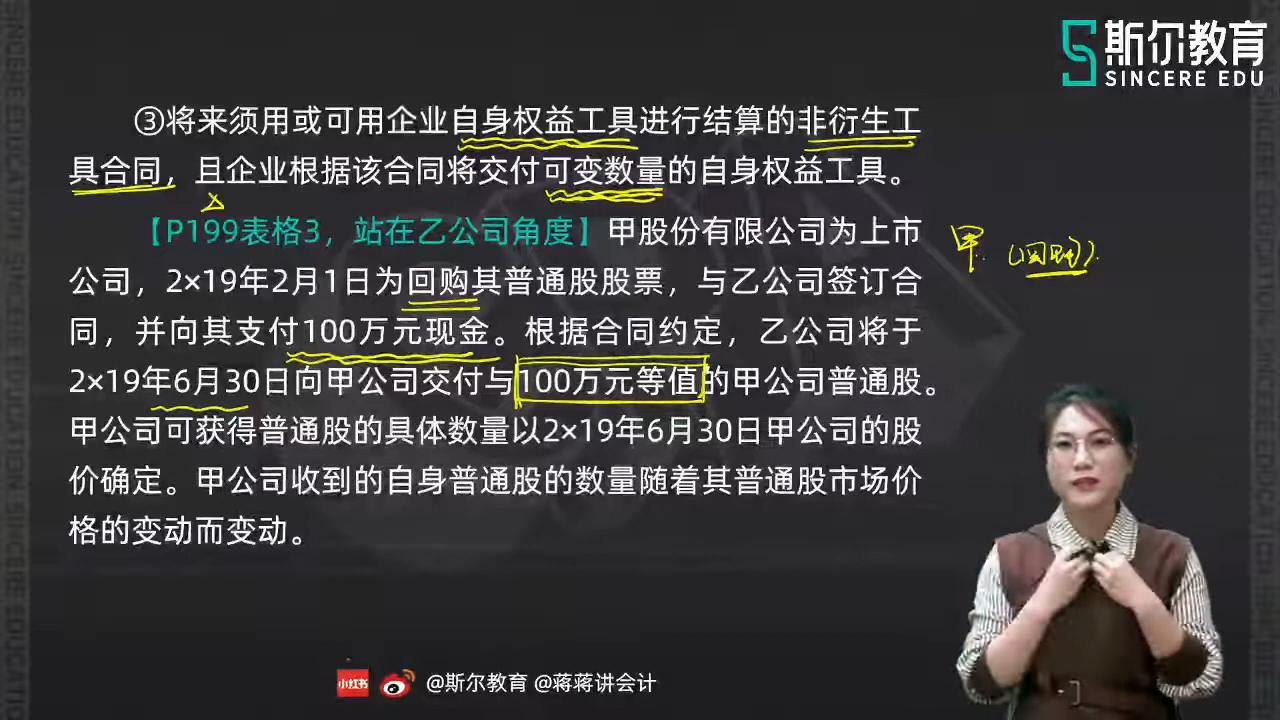 斯尔教育
SINCERE EDU
③将来须用或可用企业自身权益工具进行结算的非衍生工
具合同，且企业根据该合同将交付可变数量的自身权益工具。
【P199表格3，站在乙公司角度】甲股份有限公司为上市
公司，2×19年2月1日为回购其普通股股票，与乙公司签订合
同，并向其支付100万元现金。根据合同约定，乙公司将于
2×19年6月30日向甲公司交付与100万元等值的甲公司普通股。
甲公司可获得普通股的具体数量以2×19年6月30日甲公司的股
价确定。甲公司收到的自身普通股的数量随着其普通股市场价
格的变动而变动。
甲 (回购)
小红书 @斯尔教育 @蒋蒋讲会计